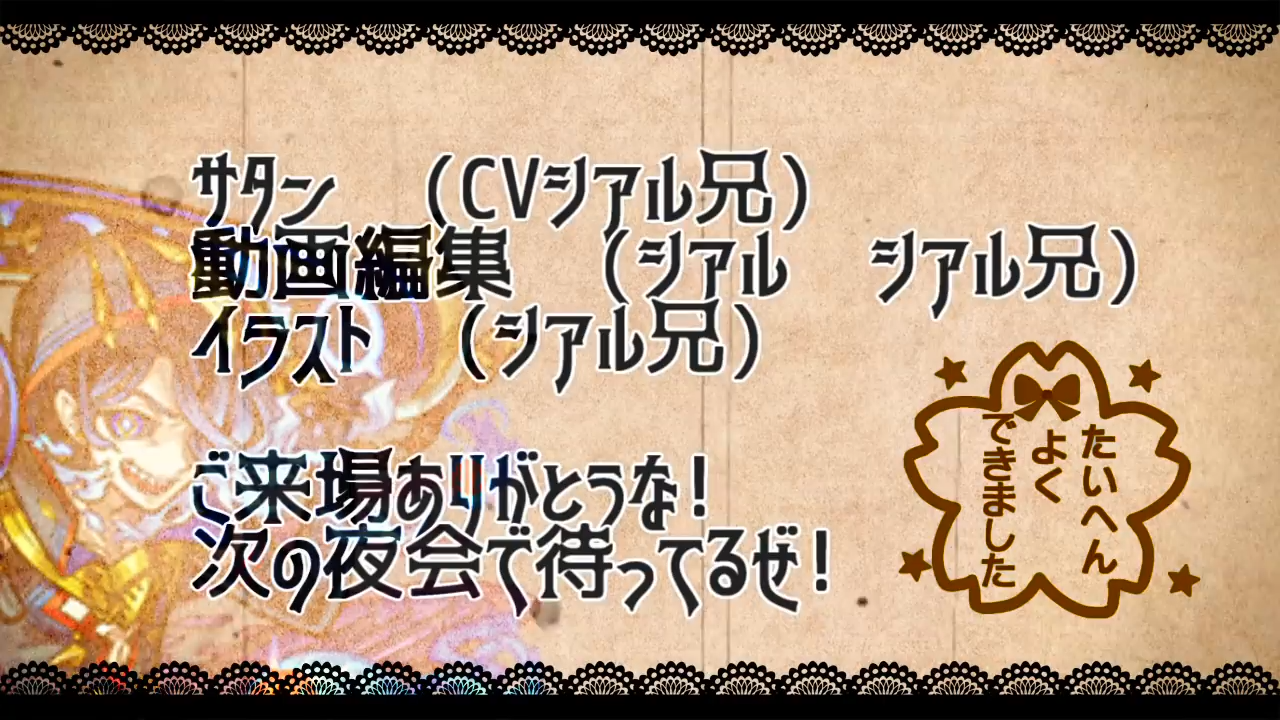 サタン　（CVシアル兄）
動画編集　（シアル　シアル兄）
イラスト　（シアル兄）
ご来場ありがとうな！
次の夜会で待ってるぜ！
たいへん
よく
できました